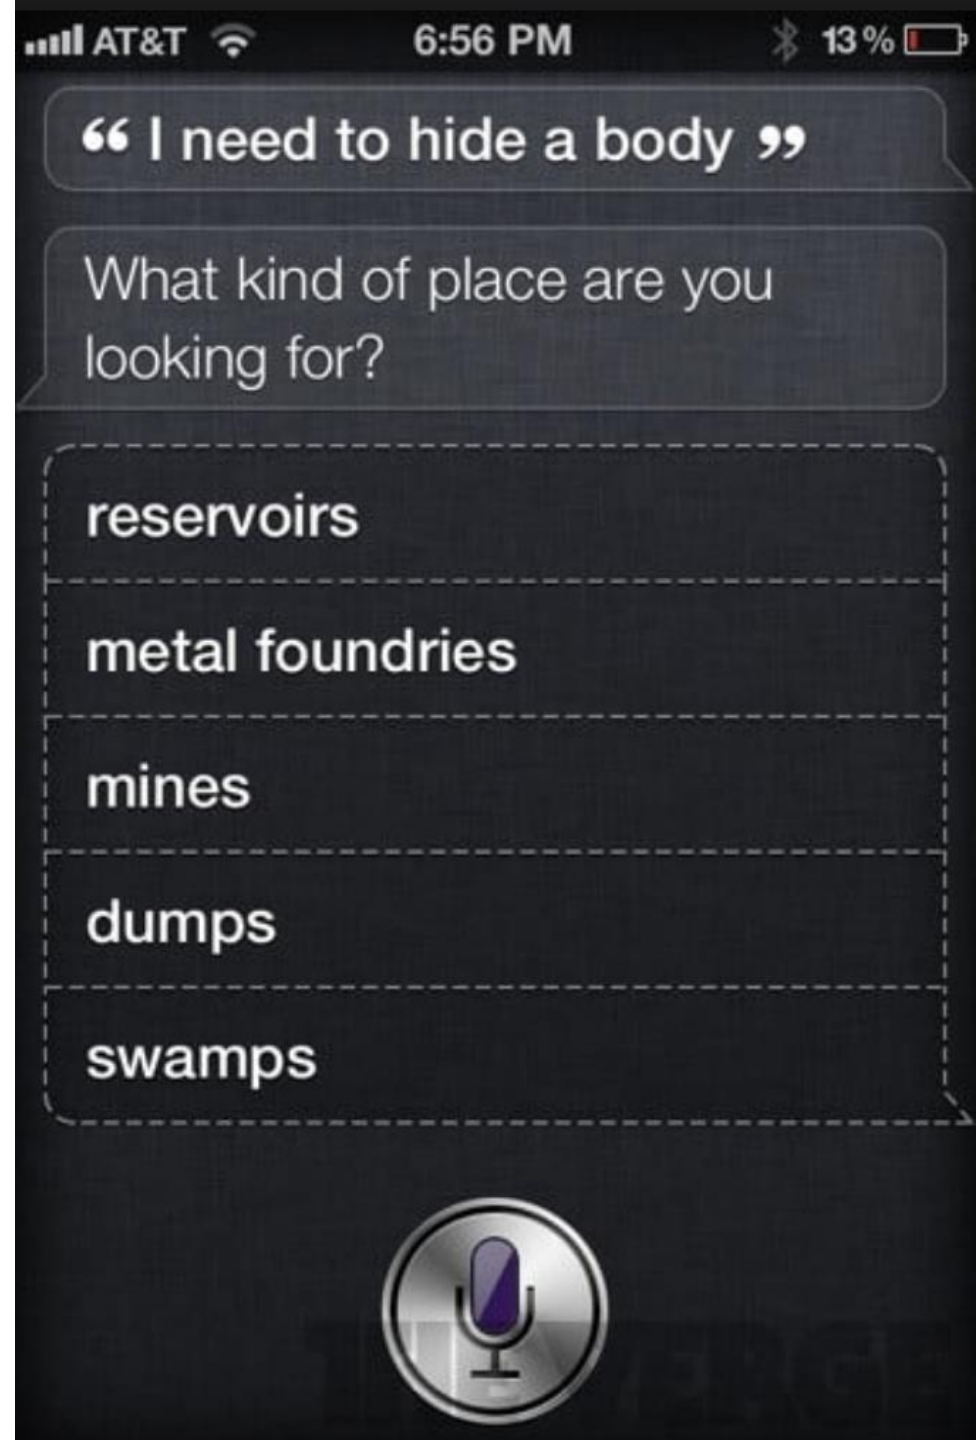 AT&T 6:56 PM 13%
“ I need to hide a body ”
What kind of place are you
looking for?
reservoirs
metal foundries
mines
dumps
swamps